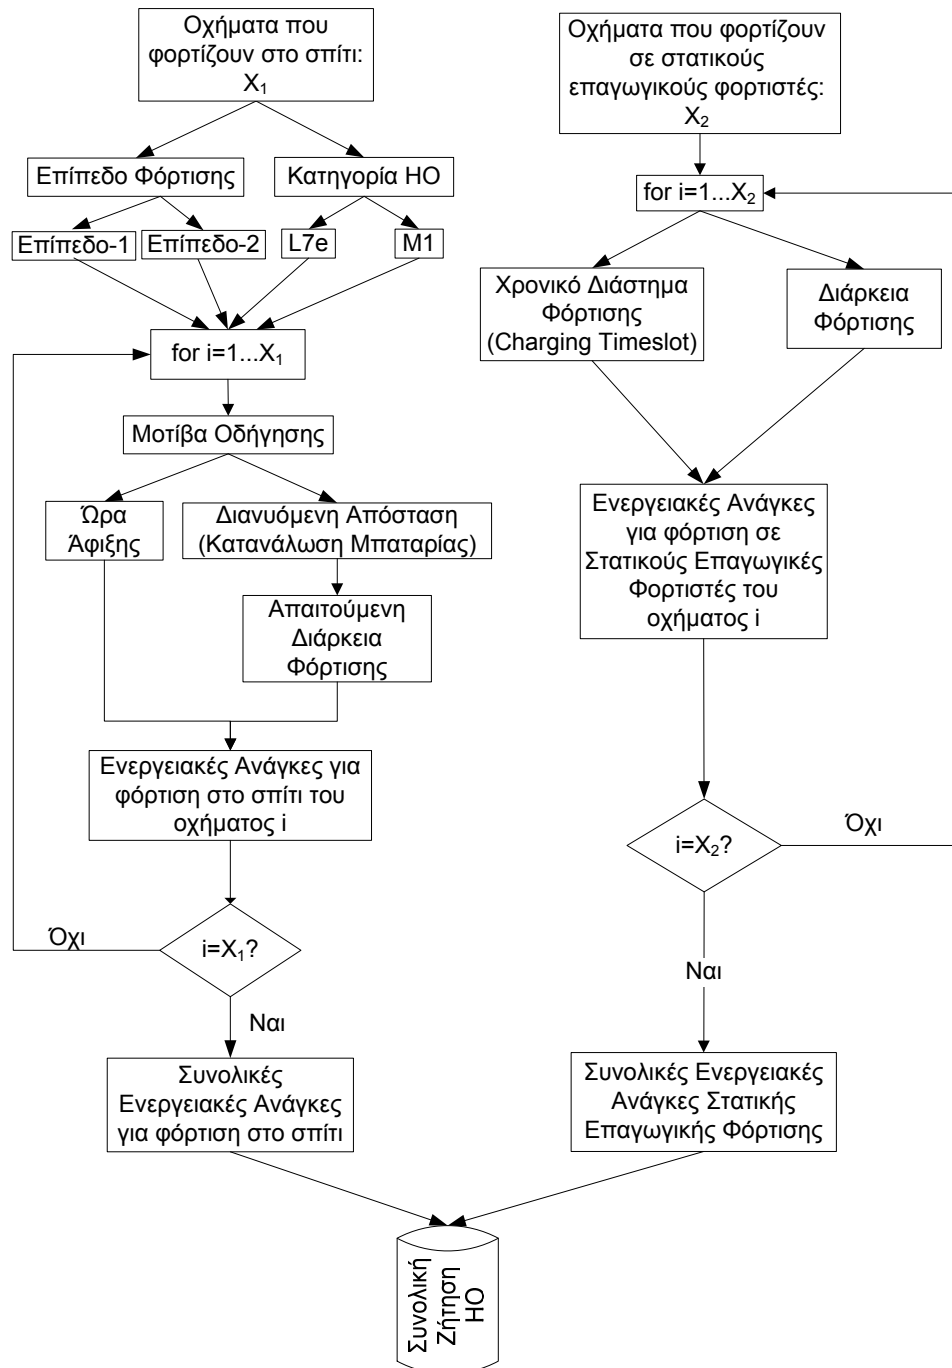 Οχήματα που
φορτίζουν στο σπίτι:
X₁
Επίπεδο Φόρτισης
Κατηγορία ΗΟ
Επίπεδο-1
Επίπεδο-2
L7e
M1
for i=1...X₁
Μοτίβα Οδήγησης
Ώρα
Άφιξης
Διανυόμενη Απόσταση
(Κατανάλωση Μπαταρίας)
Απαιτούμενη
Διάρκεια
Φόρτισης
Ενεργειακές Ανάγκες για
φόρτιση στο σπίτι του
οχήματος i
i=X₁?
Όχι
Ναι
Συνολικές
Ενεργειακές Ανάγκες
για φόρτιση στο σπίτι
Οχήματα που φορτίζουν
σε στατικούς
επαγωγικούς φορτιστές:
X₂
for i=1...X₂
Χρονικό Διάστημα
Φόρτισης
(Charging Timeslot)
Διάρκεια
Φόρτισης
Ενεργειακές Ανάγκες
για φόρτιση σε
Στατικούς Επαγωγικές
Φορτιστές του
οχήματος i
i=X₂?
Όχι
Ναι
Συνολικές Ενεργειακές
Ανάγκες Στατικής
Επαγωγικής Φόρτισης
Συνολική
Ζήτηση
ΗΟ